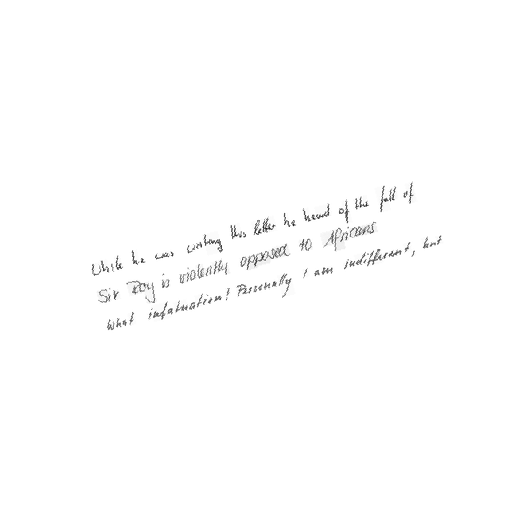 While he was writing this letter he heard of the fall of
Sir Roy is violently opposed to Africans
what infatuation! Personally I am indifferent, but